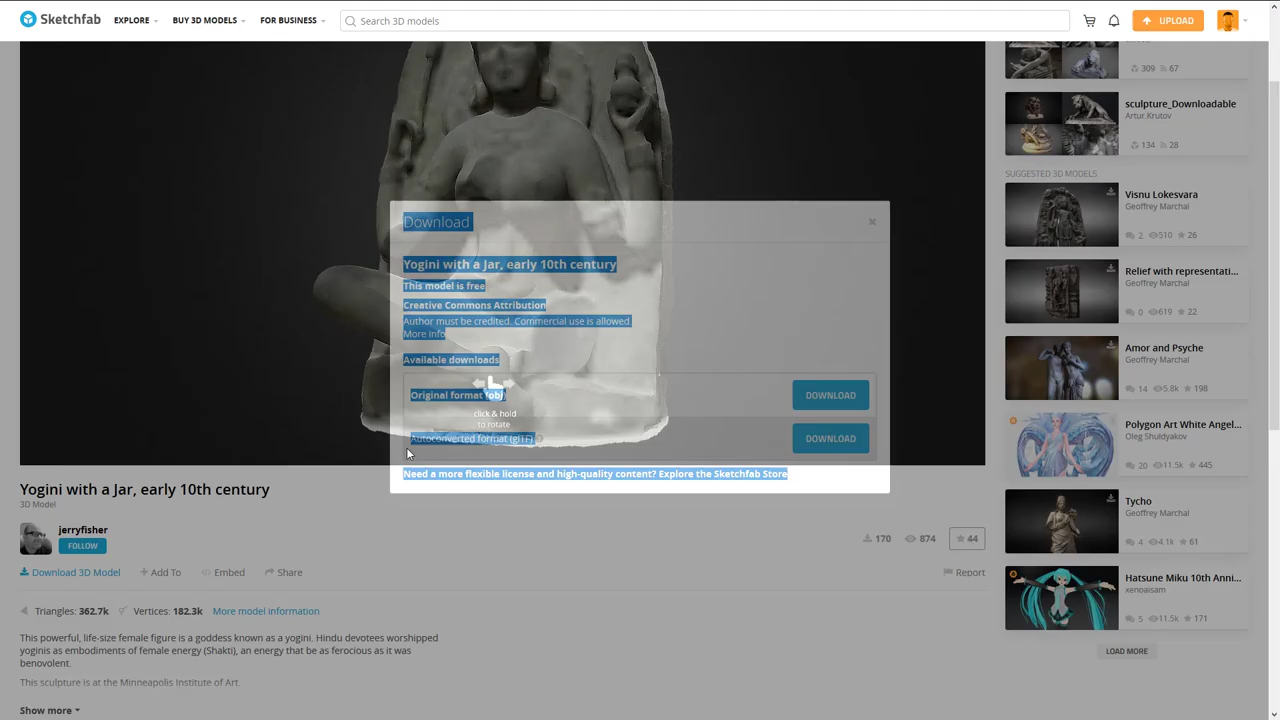 Sketchfab EXPLORE BUY 3D MODELS FOR BUSINESS Search 3D models UPLOAD
309 67
sculpture_Downloadable
Artur.Krutov
134 28
SUGGESTED 3D MODELS
Visnu Lokesvara
Geoffrey Marchal
2 510 26
Relief with representati...
Geoffrey Marchal
0 619 22
Amor and Psyche
Geoffrey Marchal
14 5.8k 198
Polygon Art White Angel...
Oleg Shuldyakov
20 11.5k 445
Tycho
Geoffrey Marchal
4 4.1k 61
Hatsune Miku 10th Anni...
xenoaisam
5 11.5k 171
LOAD MORE
Download
Yogini with a Jar, early 10th century
This model is free
Creative Commons Attribution
Author must be credited. Commercial use is allowed.
More info
Available downloads
Original format (obj) DOWNLOAD
click & hold
to rotate
Autoconverted format (glTF) DOWNLOAD
Need a more flexible license and high-quality content? Explore the Sketchfab Store
Yogini with a Jar, early 10th century
3D Model
jerryfisher
FOLLOW
170 874 44
Download 3D Model Add To Embed Share Report
Triangles: 362.7k Vertices: 182.3k More model information
This powerful, life-size female figure is a goddess known as a yogini. Hindu devotees worshipped
yoginis as embodiments of female energy (Shakti), an energy that be as ferocious as it was
benovolent.
This sculpture is at the Minneapolis Institute of Art.
Show more